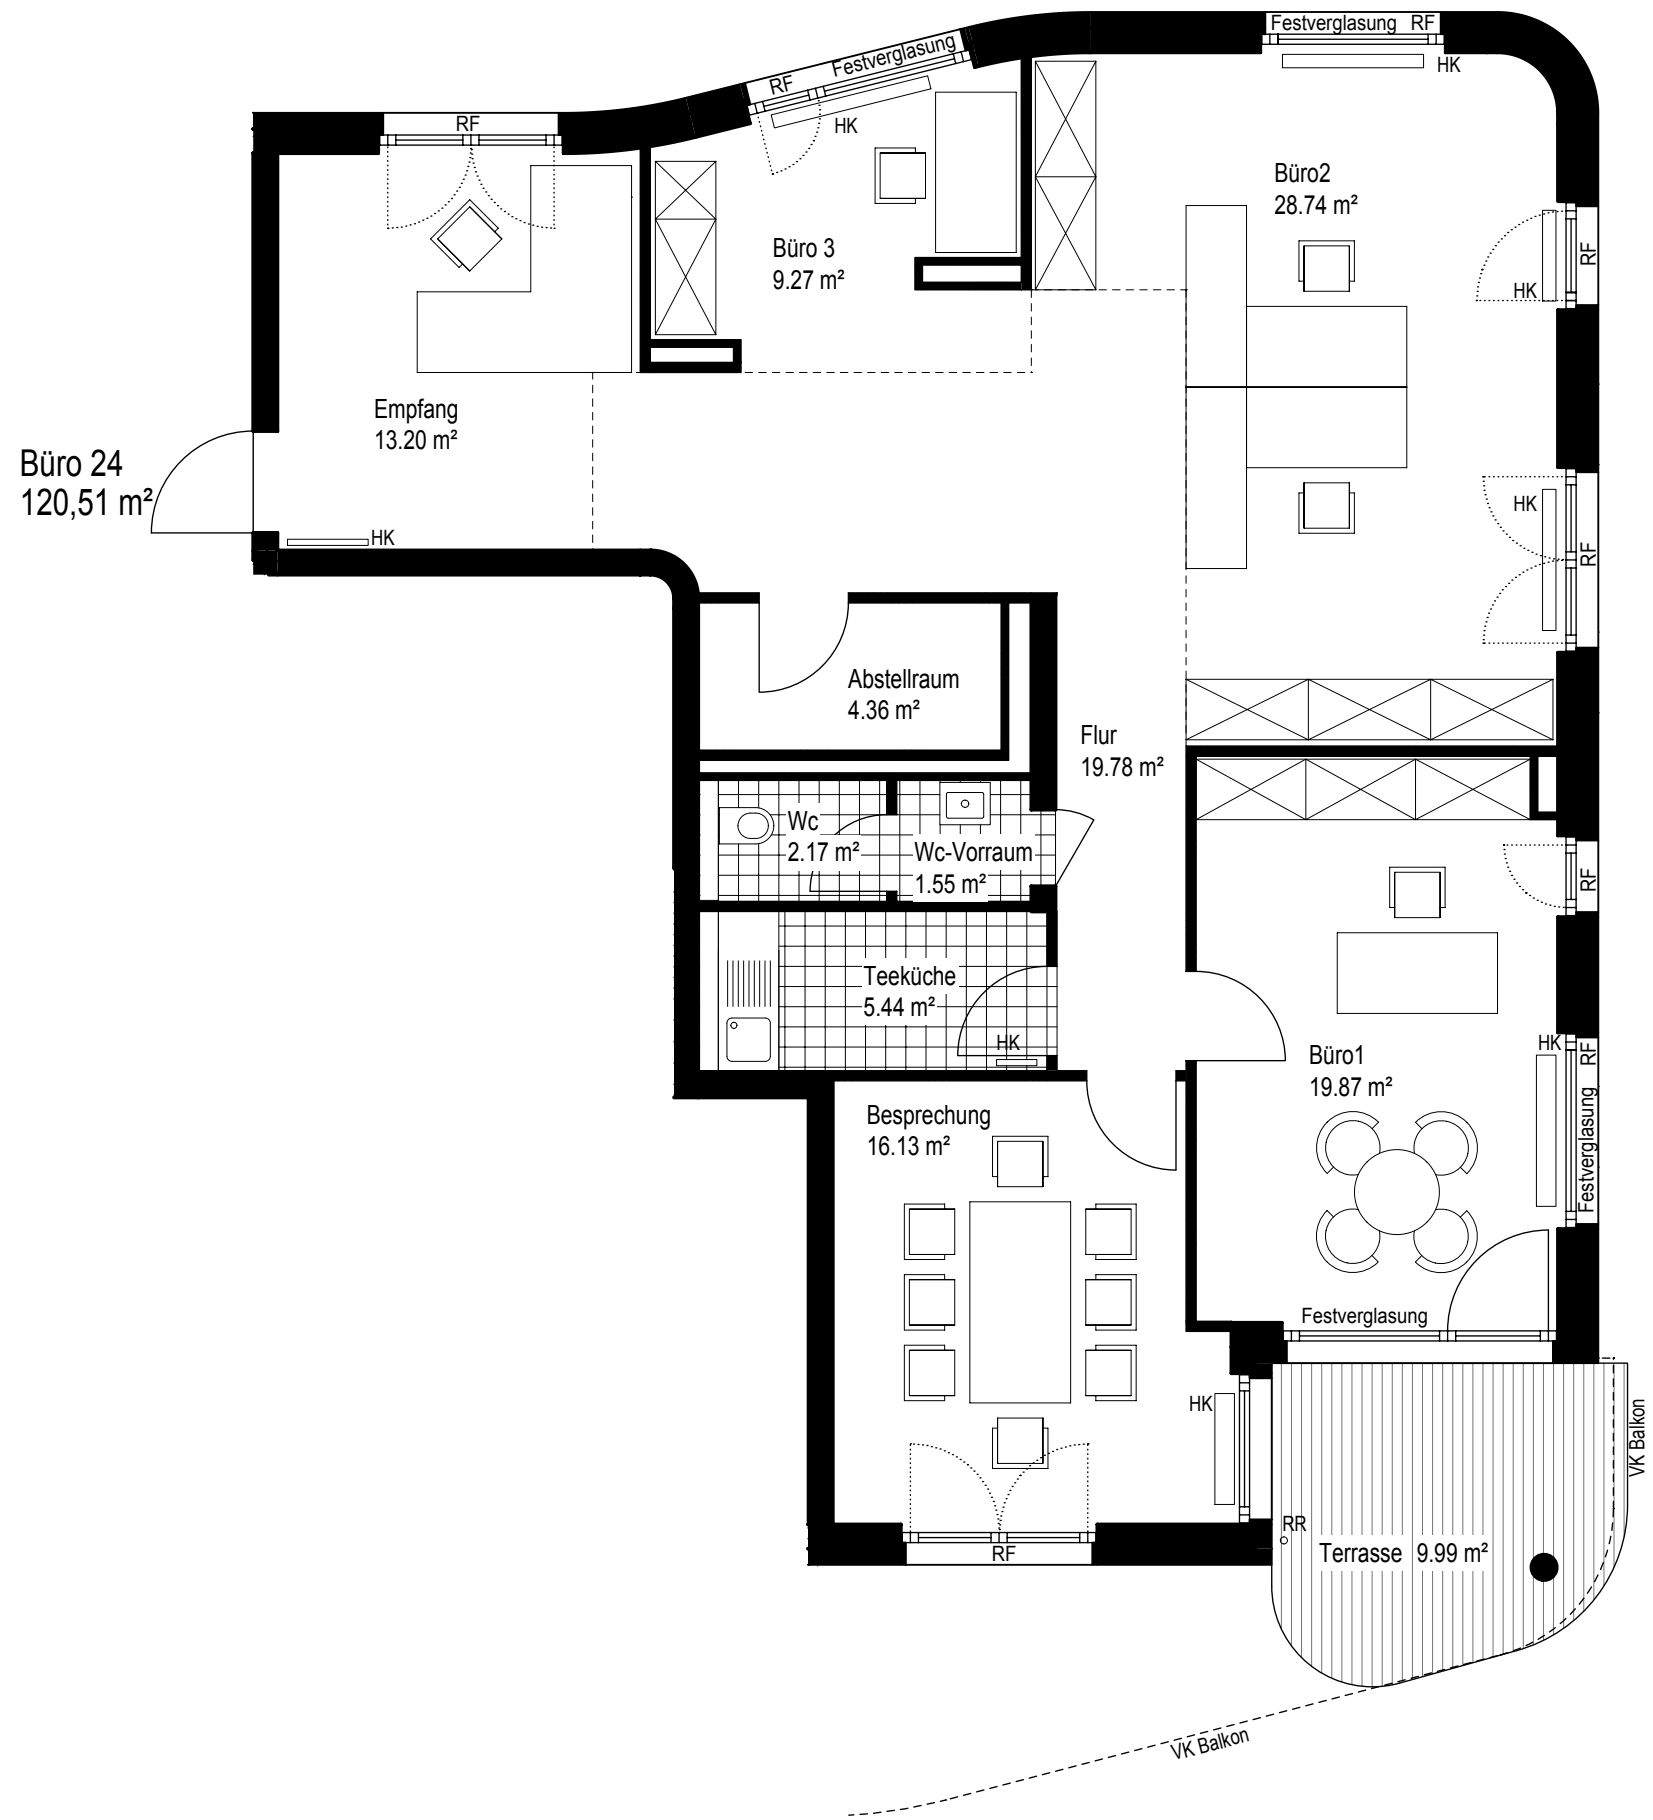 Festverglasung RF
HK
RF Festverglasung
HK
RF
Büro2
28.74 m²
Büro 3
9.27 m²
RF
HK
Empfang
13.20 m²
Büro 24
120,51 m²
HK
HK
RF
Abstellraum
4.36 m²
Flur
19.78 m²
Wc
2.17 m²
Wc-Vorraum
1.55 m²
RF
Teeküche
5.44 m²
HK
Büro1
19.87 m²
HK
Festverglasung RF
Besprechung
16.13 m²
Festverglasung
HK
VK Balkon
RR
RF
Terrasse 9.99 m²
VK Balkon